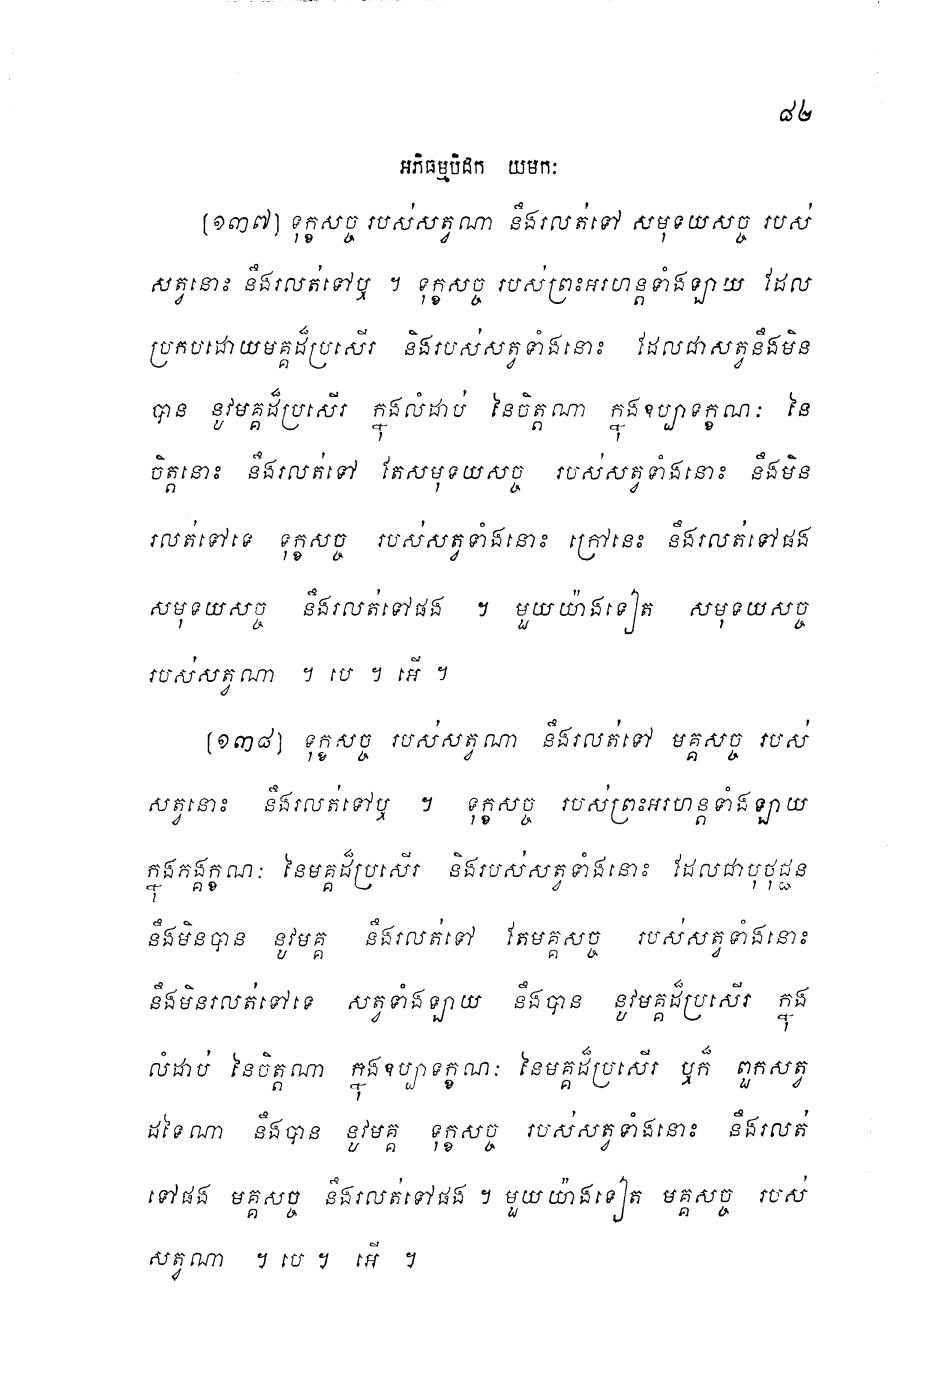 ៨២
អភិធម្មបិដក យមកៈ
[១៣៧] ទុក្ខសច្ច របស់សត្វណា នឹងរលត់ទៅ សមុទយសច្ច របស់
សត្វនោះ នឹងរលត់ទៅឬ ។ ទុក្ខសច្ច របស់ព្រះអរហន្តទាំងឡាយ ដែល
ប្រកបដោយមគ្គដ៏ប្រសើរ និងរបស់សត្វទាំងនោះ ដែលជាសត្វនឹងមិន
បាន នូវមគ្គដ៏ប្រសើរ ក្នុងលំដាប់ នៃចិត្តណា ក្នុងឧប្បាទក្ខណៈ នៃ
ចិត្តនោះ នឹងរលត់ទៅ តែសមុទយសច្ច របស់សត្វទាំងនោះ នឹងមិន
រលត់ទៅទេ ទុក្ខសច្ច របស់សត្វទាំងនោះ ក្រៅនេះ នឹងរលត់ទៅផង
សមុទយសច្ច នឹងរលត់ទៅផង ។ មួយយ៉ាងទៀត សមុទយសច្ច
របស់សត្វណា ។ បេ ។ អើ ។
[១៣៨] ទុក្ខសច្ច របស់សត្វណា នឹងរលត់ទៅ មគ្គសច្ច របស់
សត្វនោះ នឹងរលត់ទៅឬ ។ ទុក្ខសច្ច របស់ព្រះអរហន្តទាំងឡាយ
ក្នុងភង្គក្ខណៈ នៃមគ្គដ៏ប្រសើរ និងរបស់សត្វទាំងនោះ ដែលជាបុថុជ្ជន
នឹងមិនបាន នូវមគ្គ នឹងរលត់ទៅ តែមគ្គសច្ច របស់សត្វទាំងនោះ
នឹងមិនរលត់ទៅទេ សត្វទាំងឡាយ នឹងបាន នូវមគ្គដ៏ប្រសើរ ក្នុង
លំដាប់ នៃចិត្តណា ក្នុងឧប្បាទក្ខណៈ នៃមគ្គដ៏ប្រសើរ ឬក៏ ពួកសត្វ
ដទៃណា នឹងបាន នូវមគ្គ ទុក្ខសច្ច របស់សត្វទាំងនោះ នឹងរលត់
ទៅផង មគ្គសច្ច នឹងរលត់ទៅផង ។ មួយយ៉ាងទៀត មគ្គសច្ច របស់
សត្វណា ។ បេ ។ អើ ។